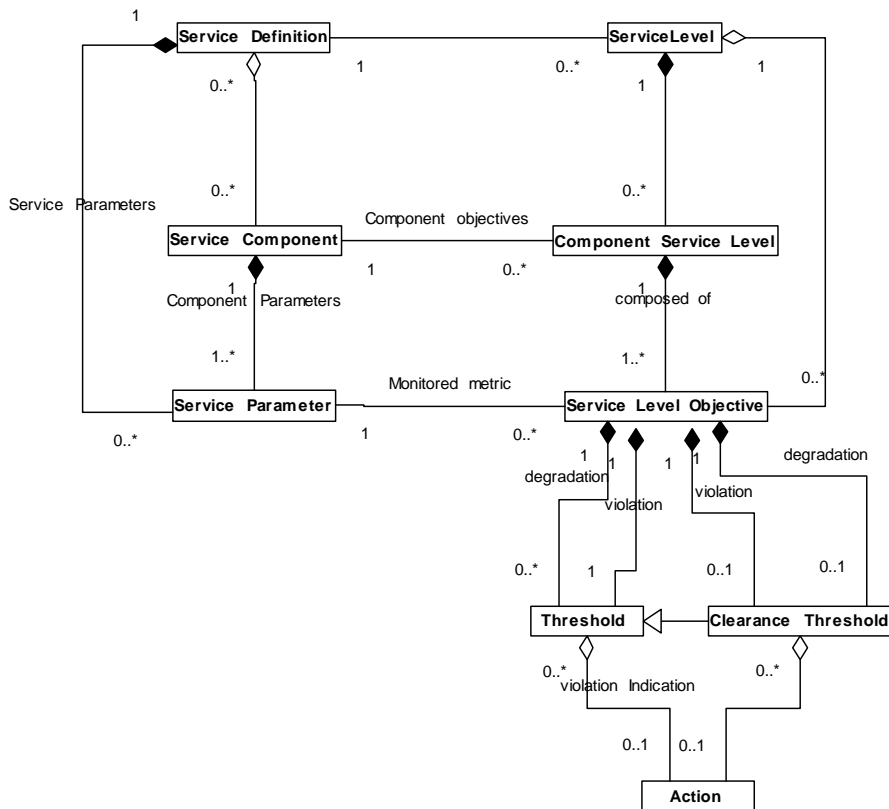 1
Service Definition
ServiceLevel
0..*
1
0..*
1
1
0..*
0..*
Service Parameters
Component objectives
Service Component
Component Service Level
1
0..*
1
1
Component Parameters
composed of
1..*
1..*
Monitored metric
0..*
Service Parameter
Service Level Objective
0..*
1
0..*
1
1
1
1
degradation
degradation
violation
violation
0..*
1
0..1
0..1
Threshold
Clearance Threshold
0..*
0..*
violation Indication
0..1
0..1
Action